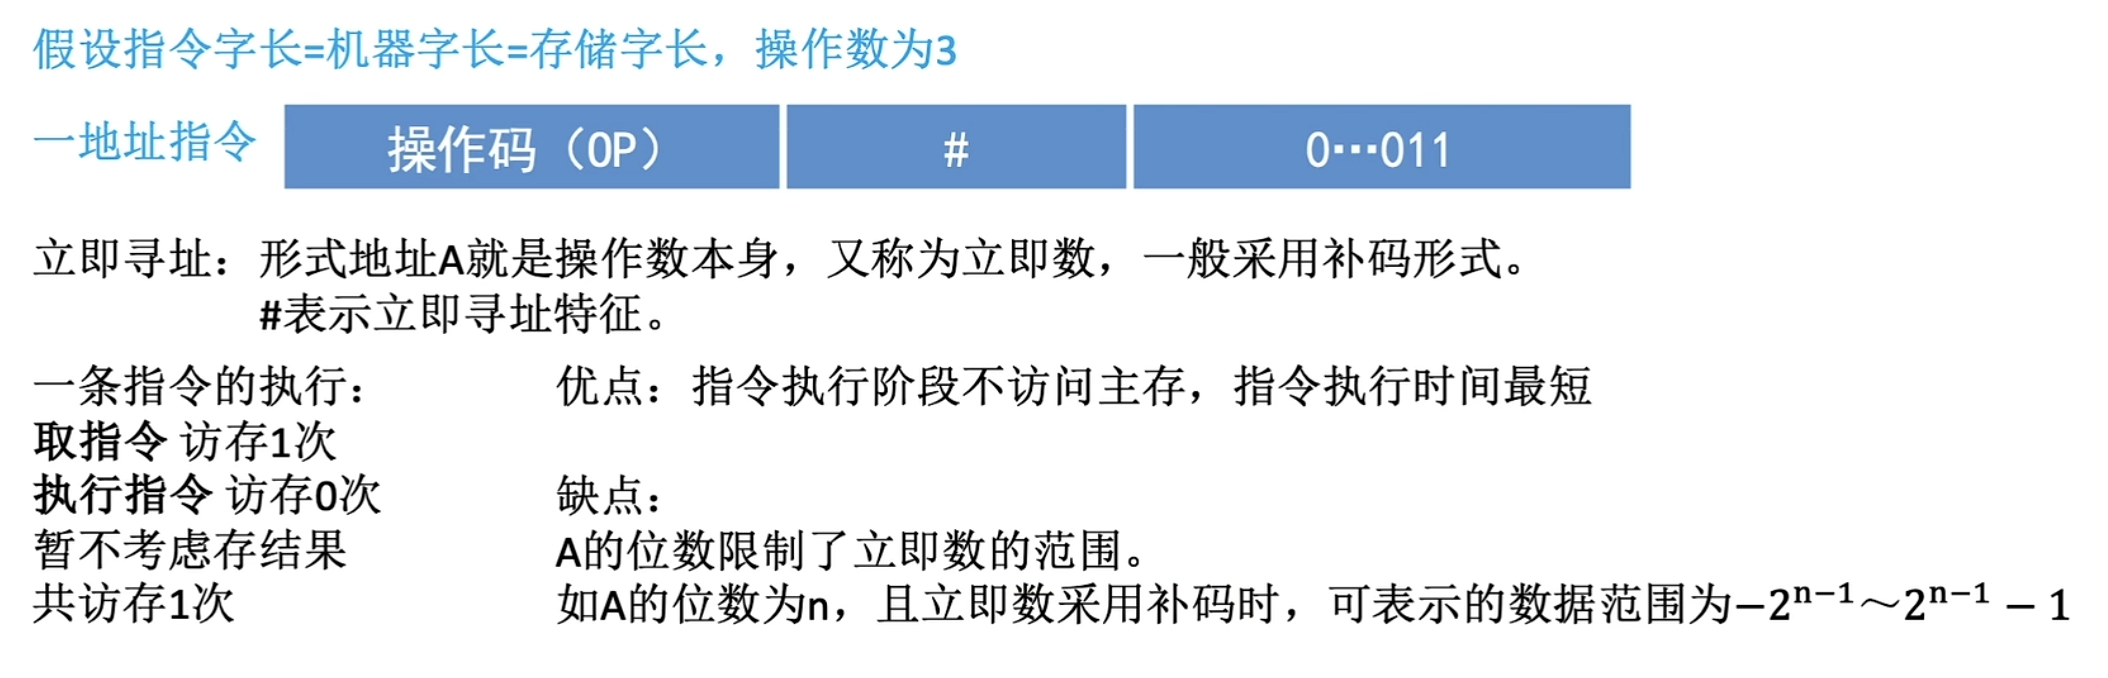 假设指令字长=机器字长=存储字长，操作数为3
一地址指令 操作码（OP） # 0···011
立即寻址：形式地址A就是操作数本身，又称为立即数，一般采用补码形式。
#表示立即寻址特征。
一条指令的执行： 优点：指令执行阶段不访问主存，指令执行时间最短
取指令 访存1次
执行指令 访存0次 缺点：
暂不考虑存结果 A的位数限制了立即数的范围。
共访存1次 如A的位数为n，且立即数采用补码时，可表示的数据范围为−2ⁿ⁻¹～2ⁿ⁻¹ − 1